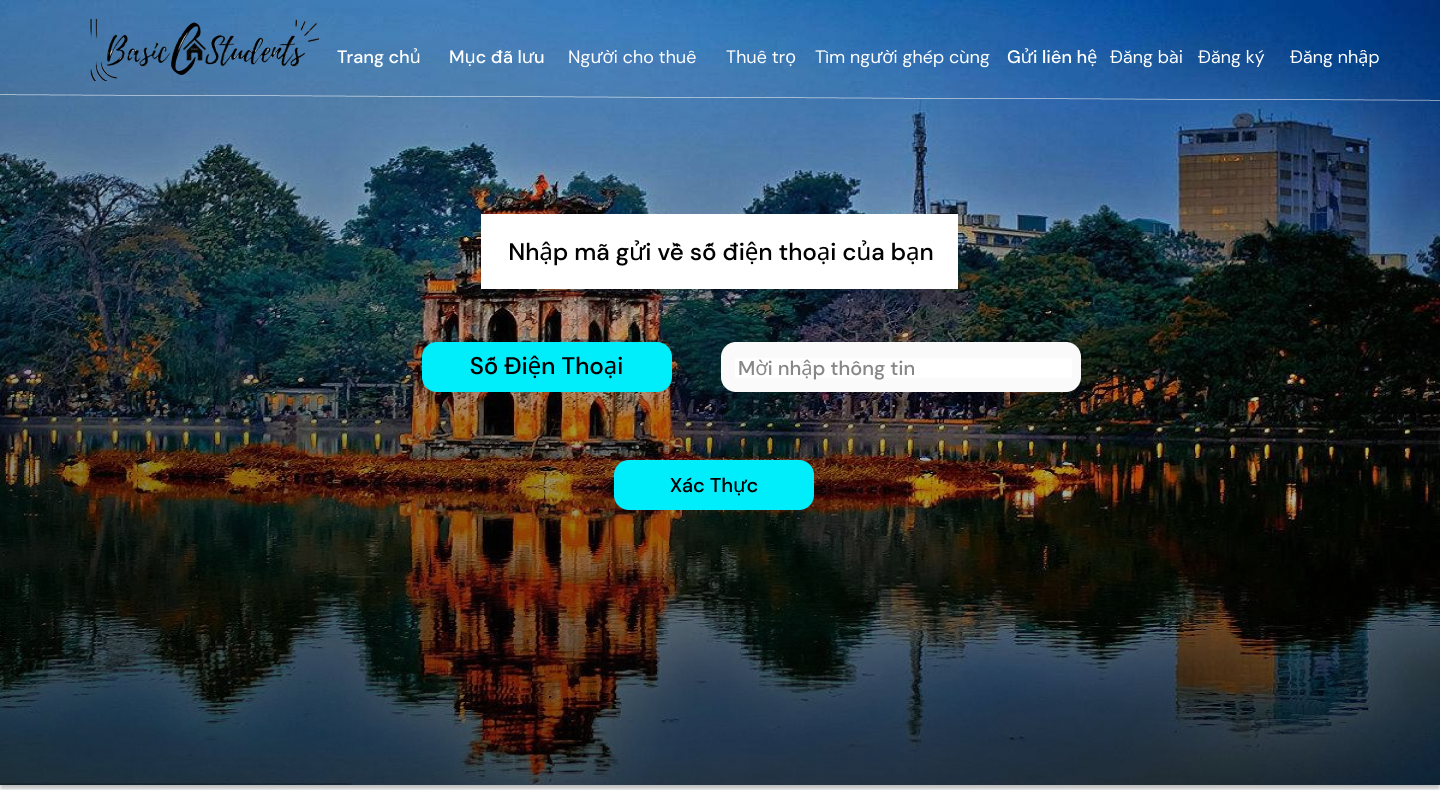 Basic Students
Trang chủ Mục đã lưu Người cho thuê Thuê trọ Tìm người ghép cùng Gửi liên hệ Đăng bài Đăng ký Đăng nhập
Nhập mã gửi về số điện thoại của bạn
Số Điện Thoại
Mời nhập thông tin
Xác Thực